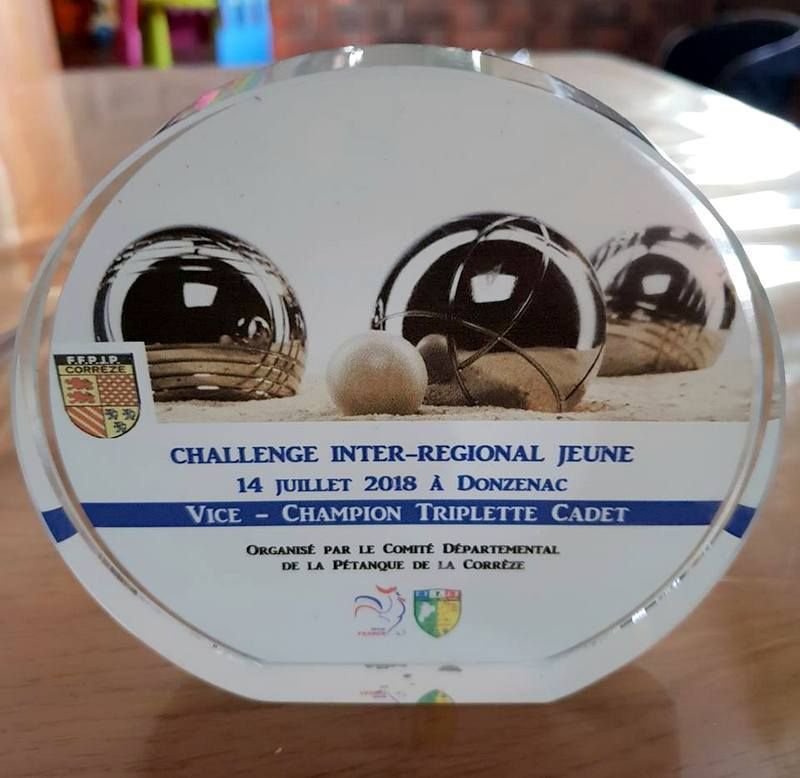 F.F.P.J.P.
CORRÈZE
CHALLENGE INTER-REGIONAL JEUNE
14 JUILLET 2018 À DONZENAC
VICE - CHAMPION TRIPLETTE CADET
ORGANISÉ PAR LE COMITÉ DÉPARTEMENTAL
DE LA PÉTANQUE DE LA CORRÈZE
FRANCE